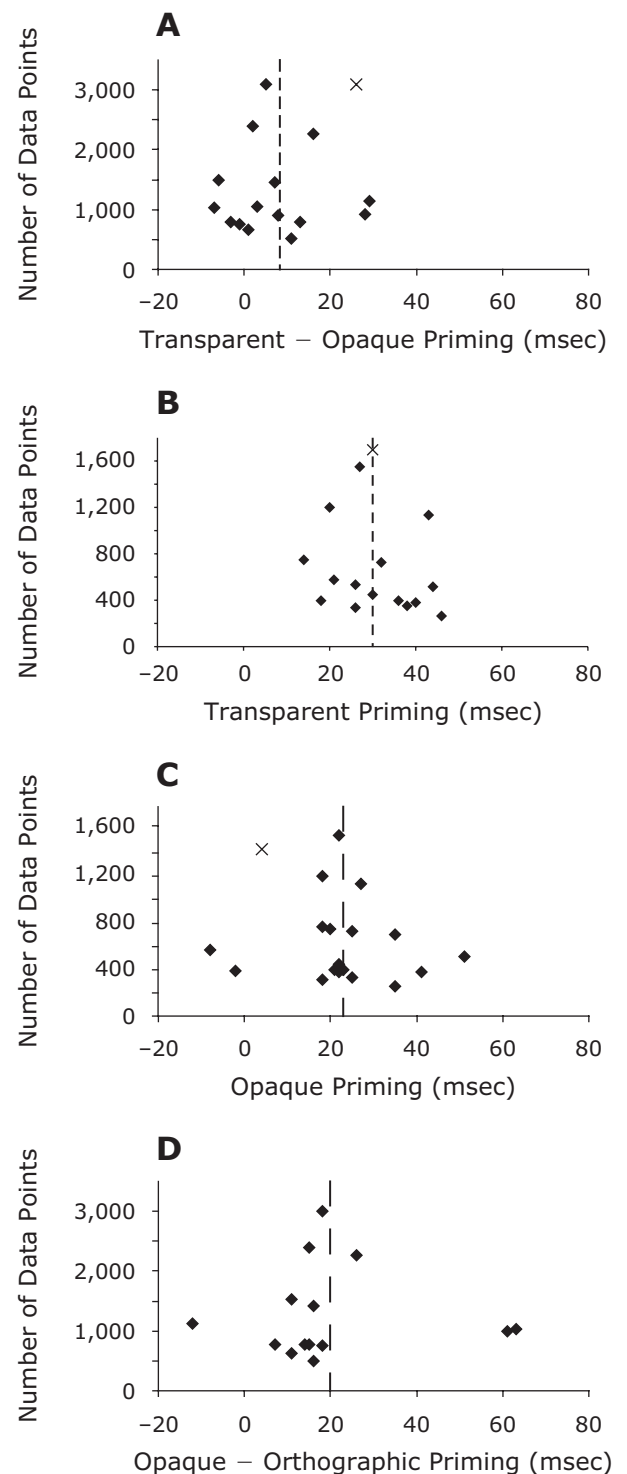 A
Number of Data Points
3,000
2,000
1,000
0
−20 0 20 40 60 80
Transparent − Opaque Priming (msec)
B
Number of Data Points
1,600
1,200
800
400
0
−20 0 20 40 60 80
Transparent Priming (msec)
C
Number of Data Points
1,600
1,200
800
400
0
−20 0 20 40 60 80
Opaque Priming (msec)
D
Number of Data Points
3,000
2,000
1,000
0
−20 0 20 40 60 80
Opaque − Orthographic Priming (msec)